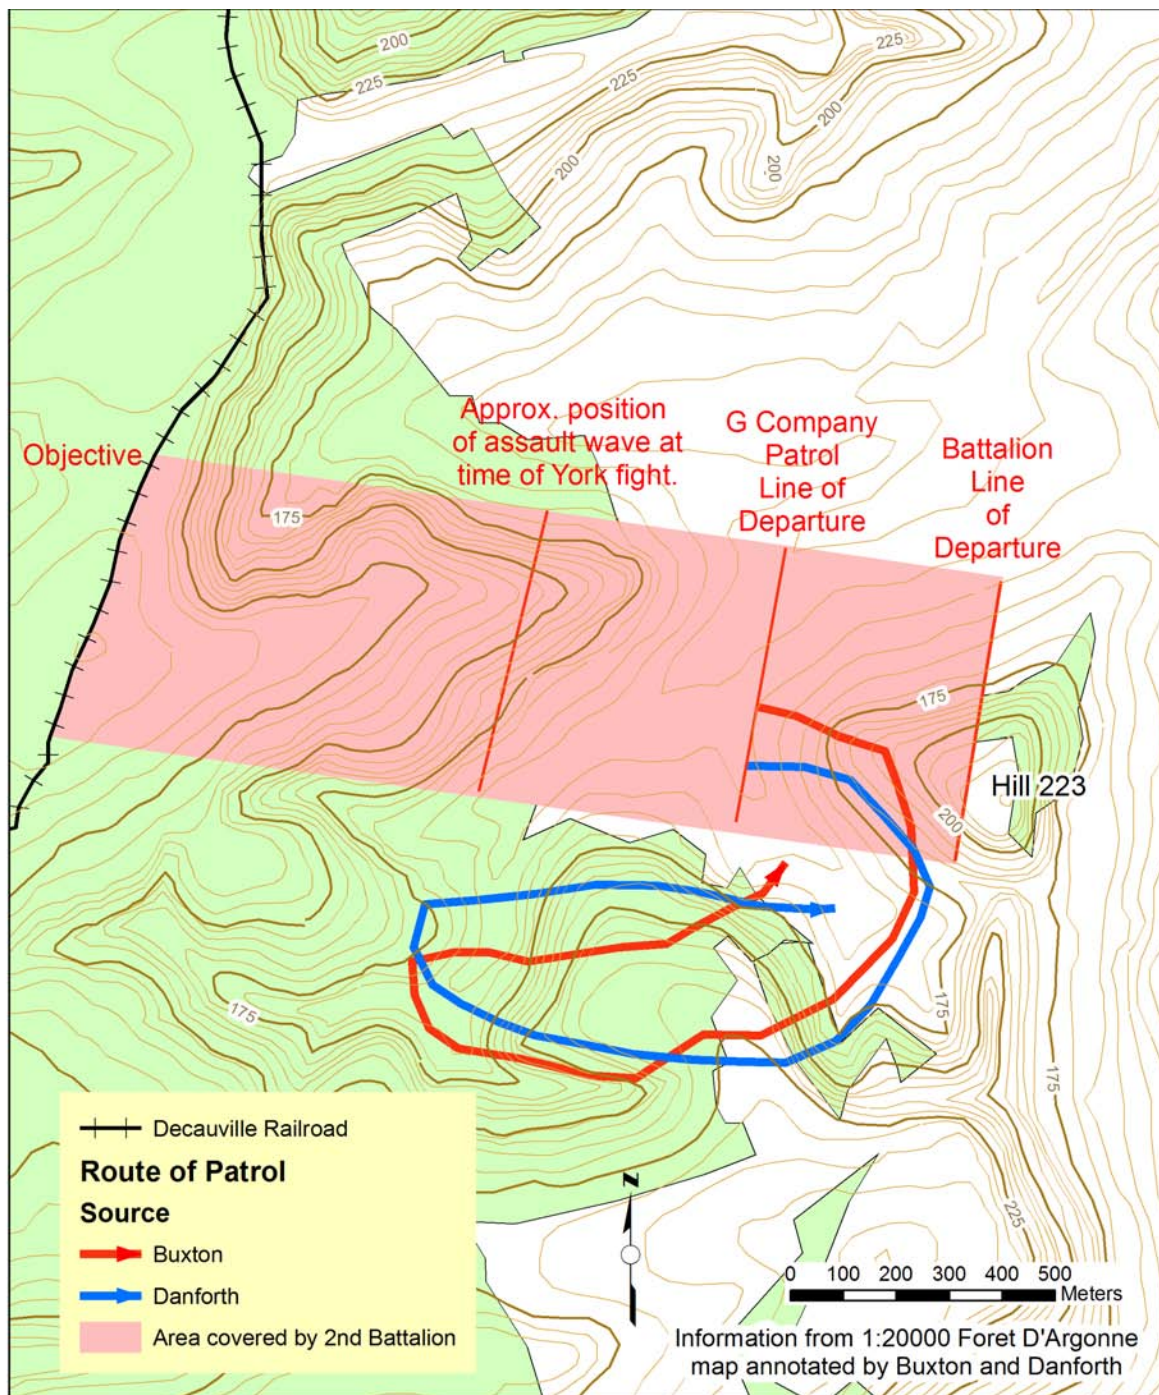 200
225
225
225
200
200
200
Approx. position
of assault wave at
time of York fight.
G Company
Patrol
Line of
Departure
Battalion
Line
of
Departure
Objective
175
175
Hill 223
200
175
175
175
225
Decauville Railroad
Route of Patrol
Source
Buxton
Danforth
Area covered by 2nd Battalion
N
0 100 200 300 400 500
Meters
Information from 1:20000 Foret D'Argonne
map annotated by Buxton and Danforth